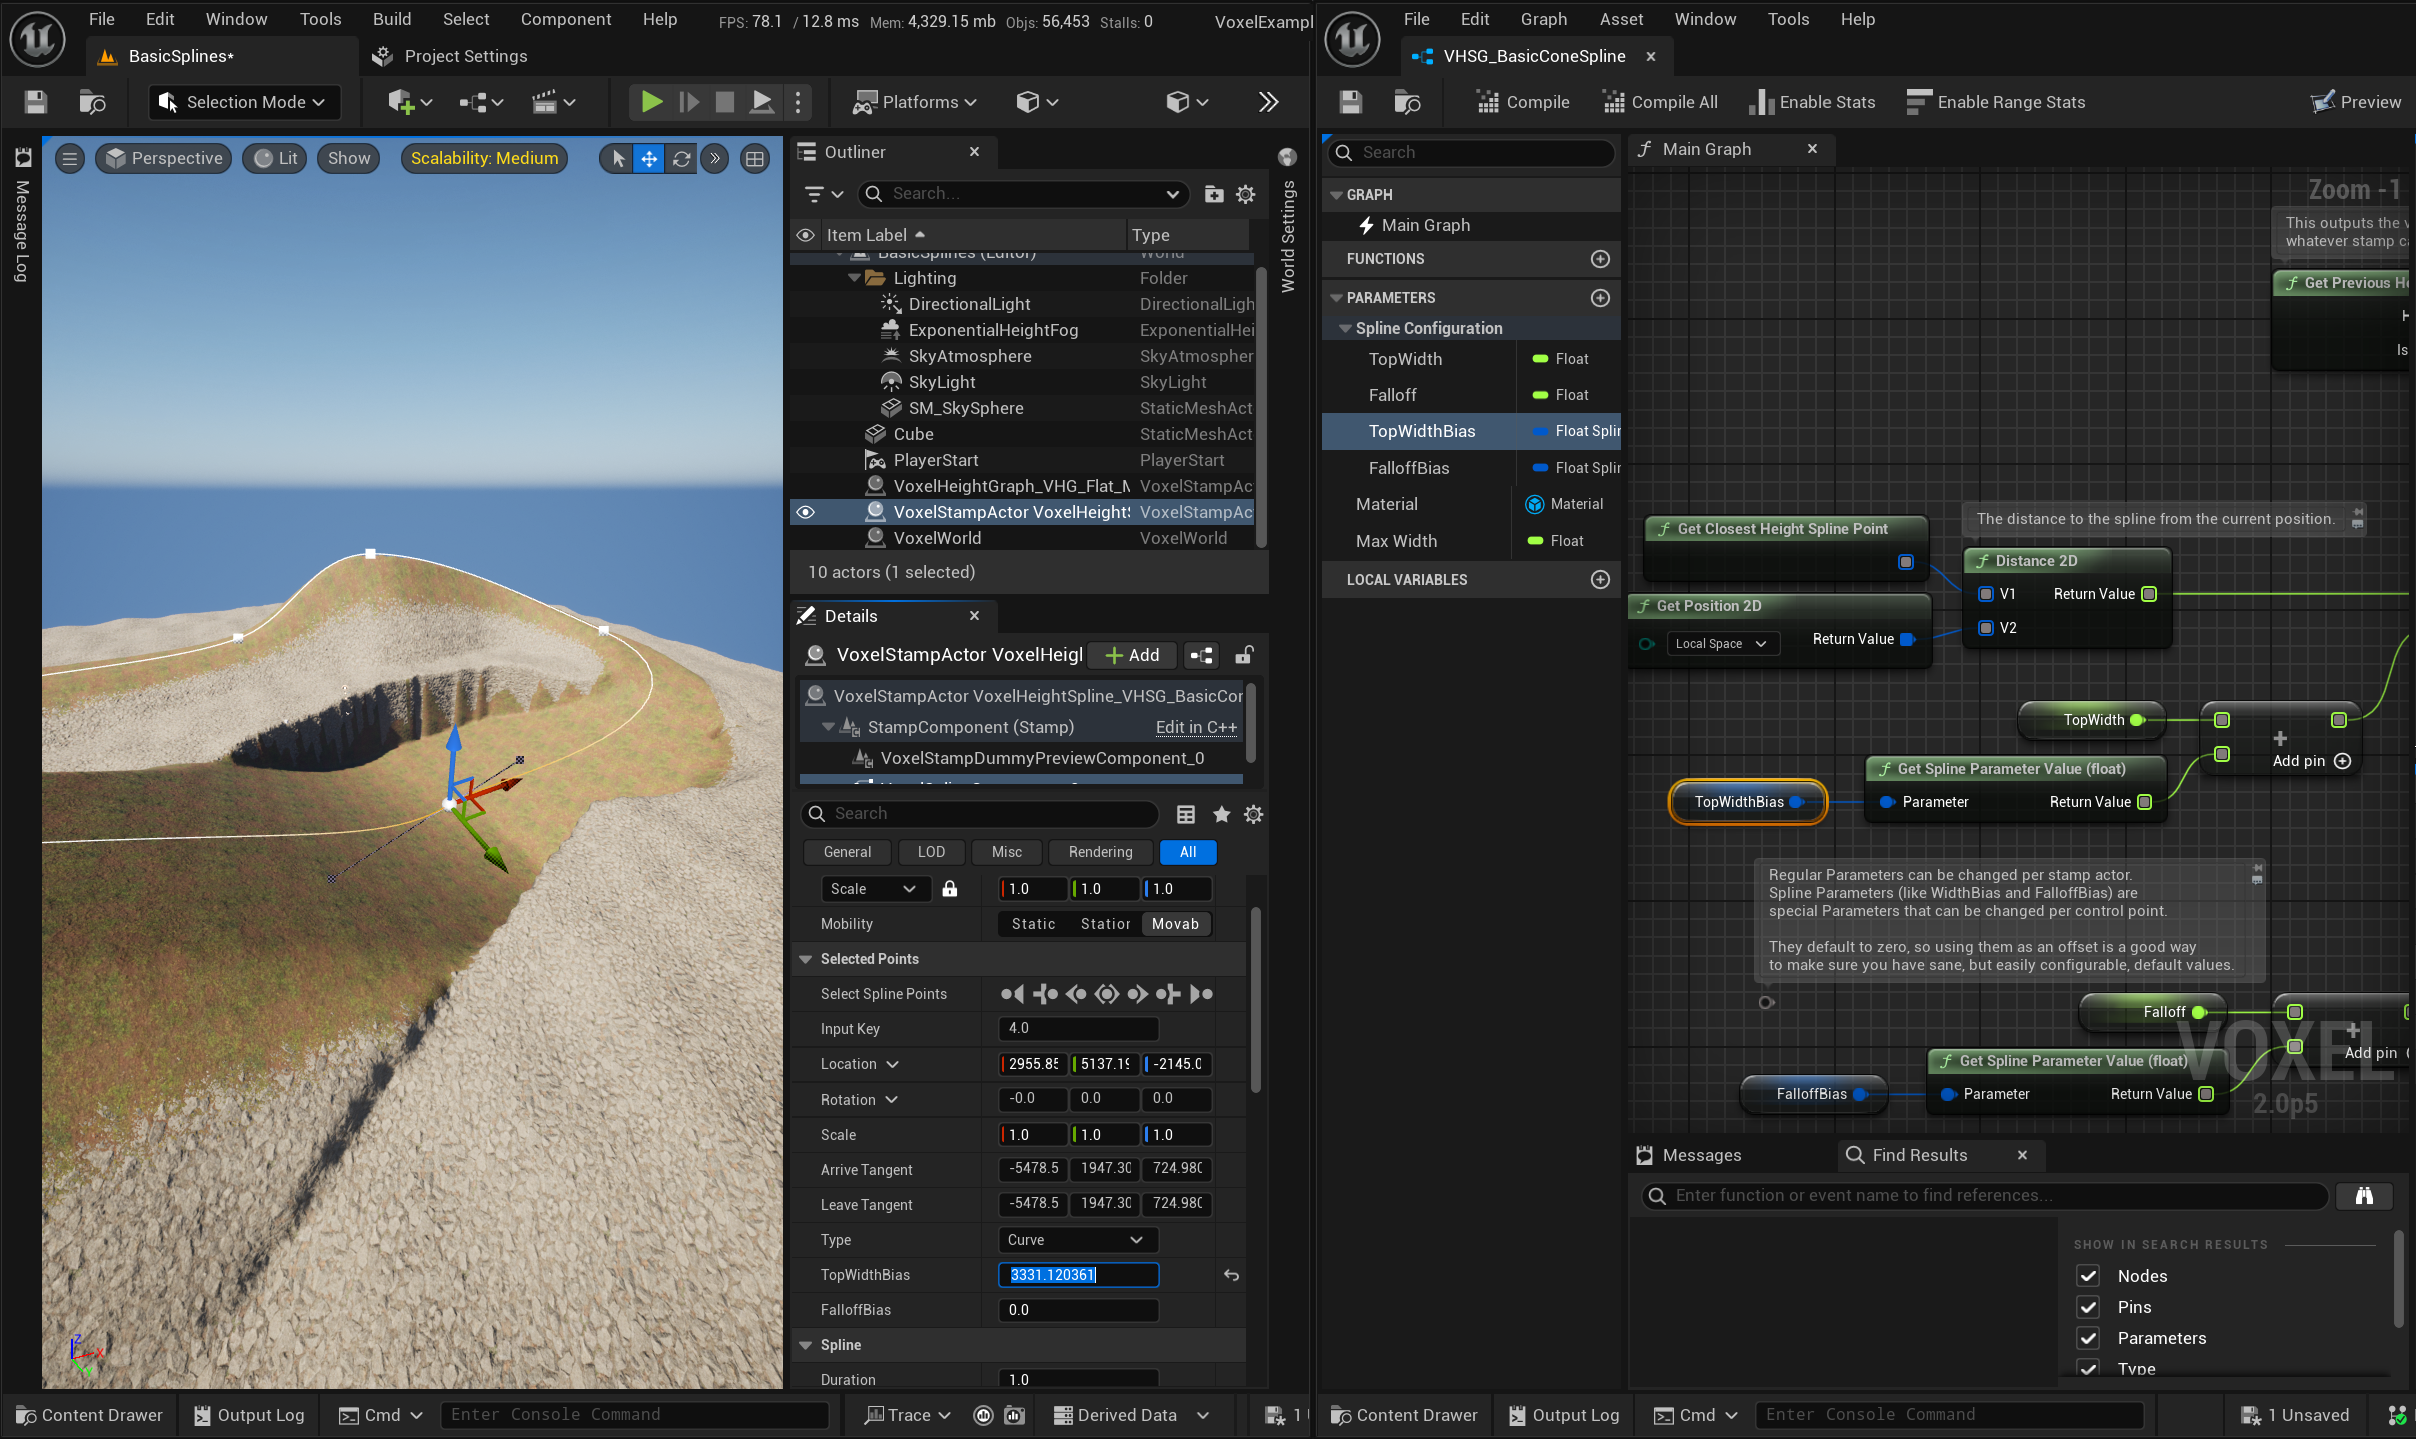 File Edit Window Tools Build Select Component Help FPS: 78.1 / 12.8 ms Mem: 4,329.15 mb Objs: 56,453 Stalls: 0 VoxelExampl
BasicSplines* Project Settings
Selection Mode Platforms
Message Log
Perspective Lit Show Scalability: Medium
Outliner
Search...
Item Label Type
BasicSplines (Editor) World
Lighting Folder
DirectionalLight DirectionalLigh
ExponentialHeightFog ExponentialHei
SkyAtmosphere SkyAtmospher
SkyLight SkyLight
SM_SkySphere StaticMeshAct
Cube StaticMeshAct
PlayerStart PlayerStart
VoxelHeightGraph_VHG_Flat_M VoxelStampAc
VoxelStampActor VoxelHeightS VoxelStampAc
VoxelWorld VoxelWorld
10 actors (1 selected)
World Settings
Details
VoxelStampActor VoxelHeigl Add
VoxelStampActor VoxelHeightSpline_VHSG_BasicCor
StampComponent (Stamp) Edit in C++
VoxelStampDummyPreviewComponent_0
Search
General LOD Misc Rendering All
Scale 1.0 1.0 1.0
Mobility Static Station Movab
Selected Points
Select Spline Points
Input Key 4.0
Location 2955.85 5137.19 -2145.0
Rotation -0.0 0.0 0.0
Scale 1.0 1.0 1.0
Arrive Tangent -5478.5 1947.30 724.980
Leave Tangent -5478.5 1947.30 724.980
Type Curve
TopWidthBias 3331.120361
FalloffBias 0.0
Spline
Duration 1.0
Z X Y
Content Drawer Output Log Cmd Enter Console Command Trace Derived Data 1
File Edit Graph Asset Window Tools Help
VHSG_BasicConeSpline
Compile Compile All Enable Stats Enable Range Stats Preview
Search
GRAPH
Main Graph
FUNCTIONS
PARAMETERS
Spline Configuration
TopWidth Float
Falloff Float
TopWidthBias Float Splin
FalloffBias Float Splin
Material Material
Max Width Float
LOCAL VARIABLES
Main Graph
Zoom -1
This outputs the v
whatever stamp ca
Get Previous He
H
Is
The distance to the spline from the current position.
Get Closest Height Spline Point
Distance 2D
V1 Return Value
V2
Get Position 2D
Local Space Return Value
TopWidth
Add pin
Get Spline Parameter Value (float)
TopWidthBias Parameter Return Value
Regular Parameters can be changed per stamp actor.
Spline Parameters (like WidthBias and FalloffBias) are
special Parameters that can be changed per control point.
They default to zero, so using them as an offset is a good way
to make sure you have sane, but easily configurable, default values.
Falloff
Add pin
Get Spline Parameter Value (float)
FalloffBias Parameter Return Value
VOXEL
2.0p5
Messages Find Results
Enter function or event name to find references...
SHOW IN SEARCH RESULTS
Nodes
Pins
Parameters
Type
Content Drawer Output Log Cmd Enter Console Command 1 Unsaved